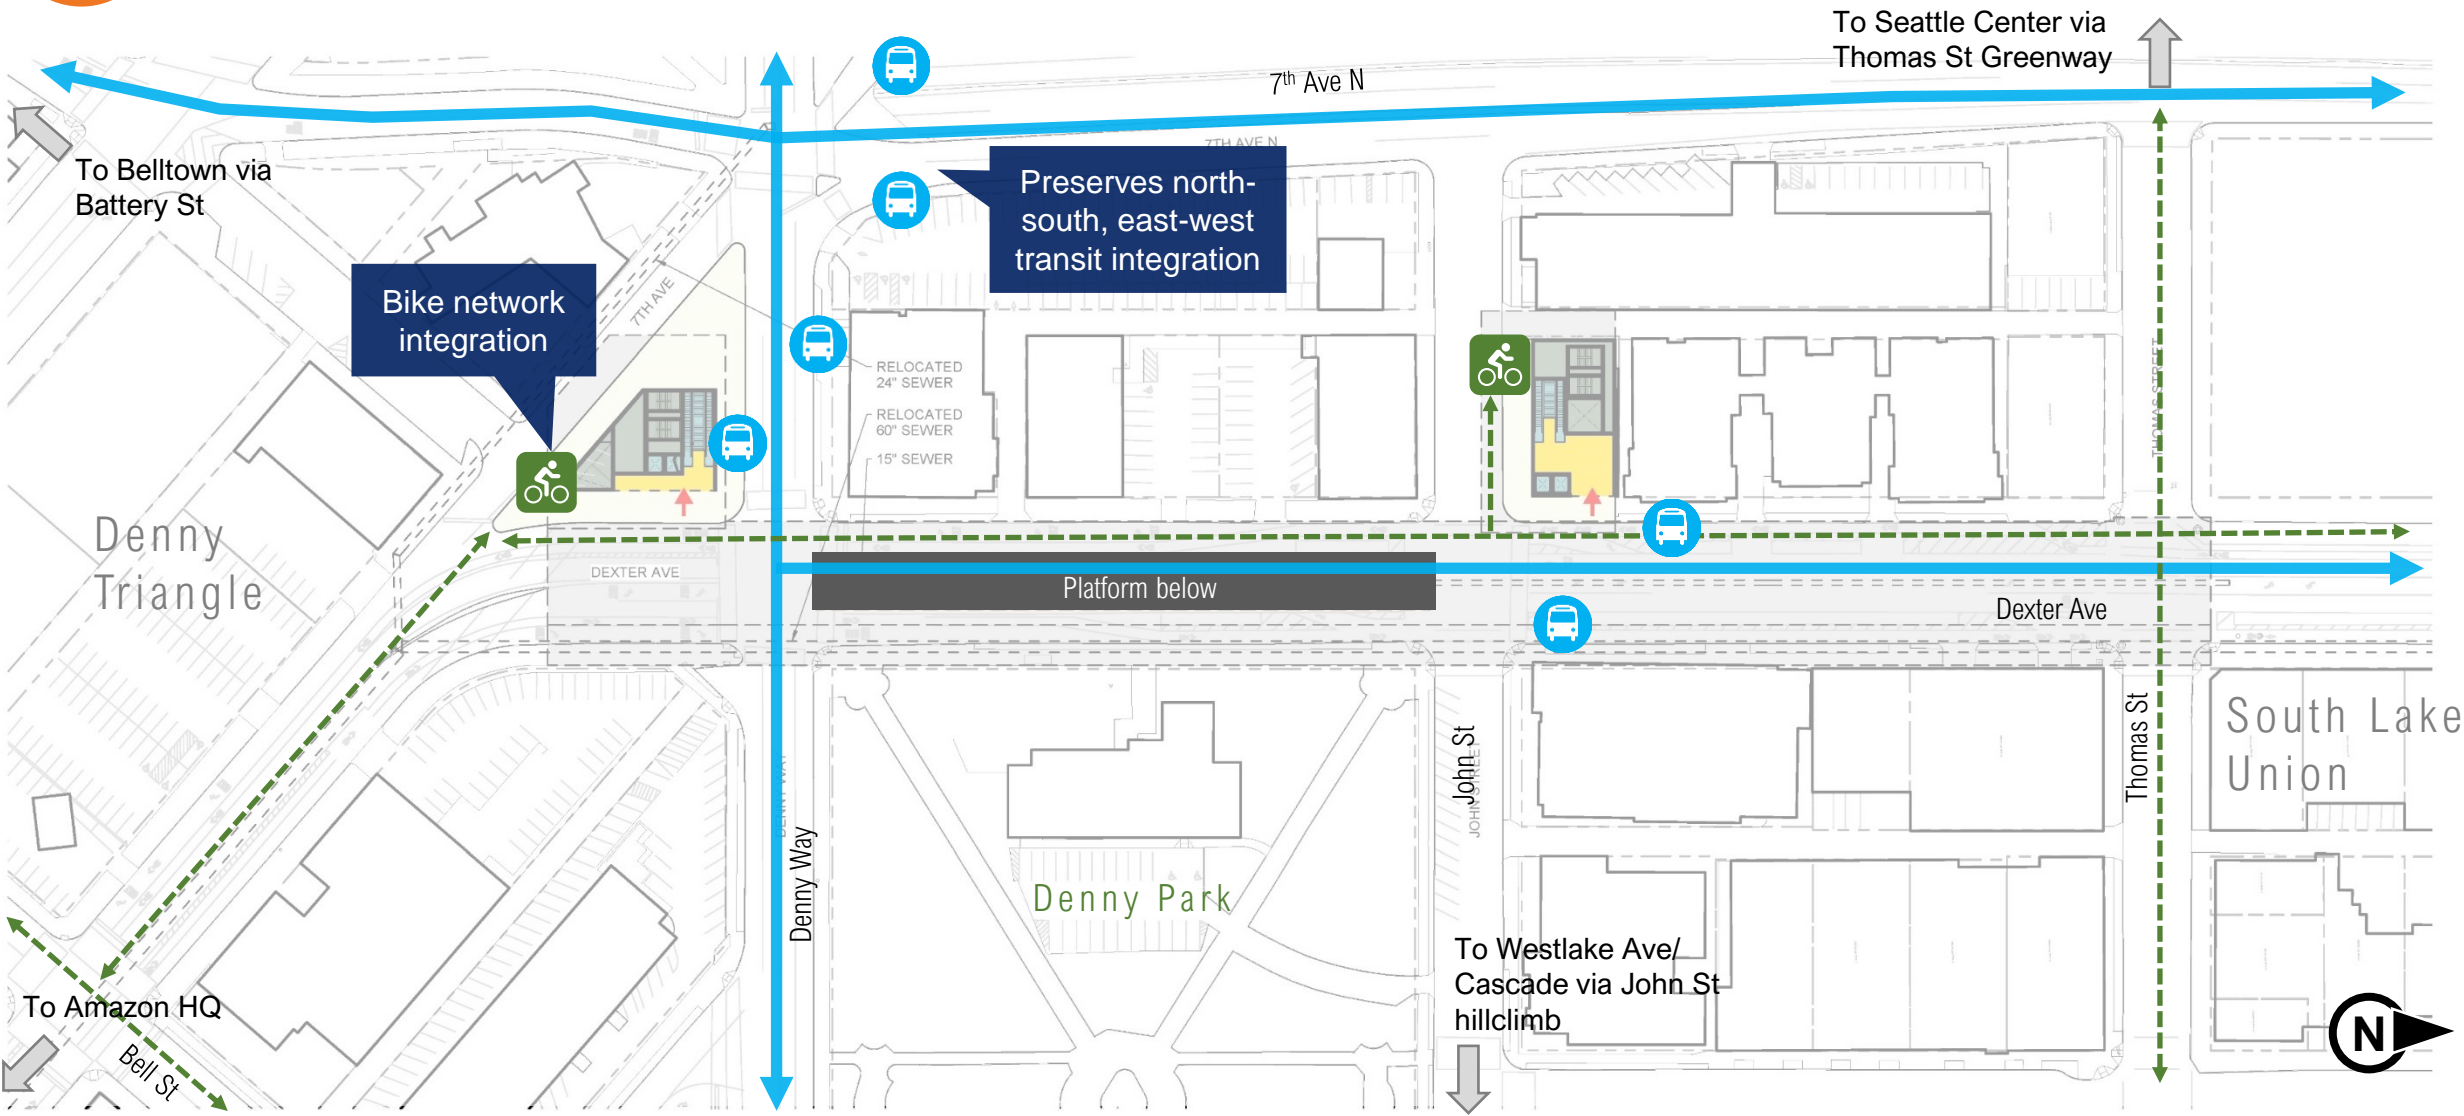 To Seattle Center via
Thomas St Greenway
7th Ave N
7TH AVE N
To Belltown via
Battery St
Preserves north-
south, east-west
transit integration
Bike network
integration
7TH AVE
RELOCATED
24" SEWER
RELOCATED
60" SEWER
15" SEWER
THOMAS STREET
Denny
Triangle
DEXTER AVE
Platform below
Dexter Ave
South Lake
Union
John St
JOHN STREET
Thomas St
DENNY WAY
Denny Way
Denny Park
To Westlake Ave/
Cascade via John St
hillclimb
To Amazon HQ
Bell St
N